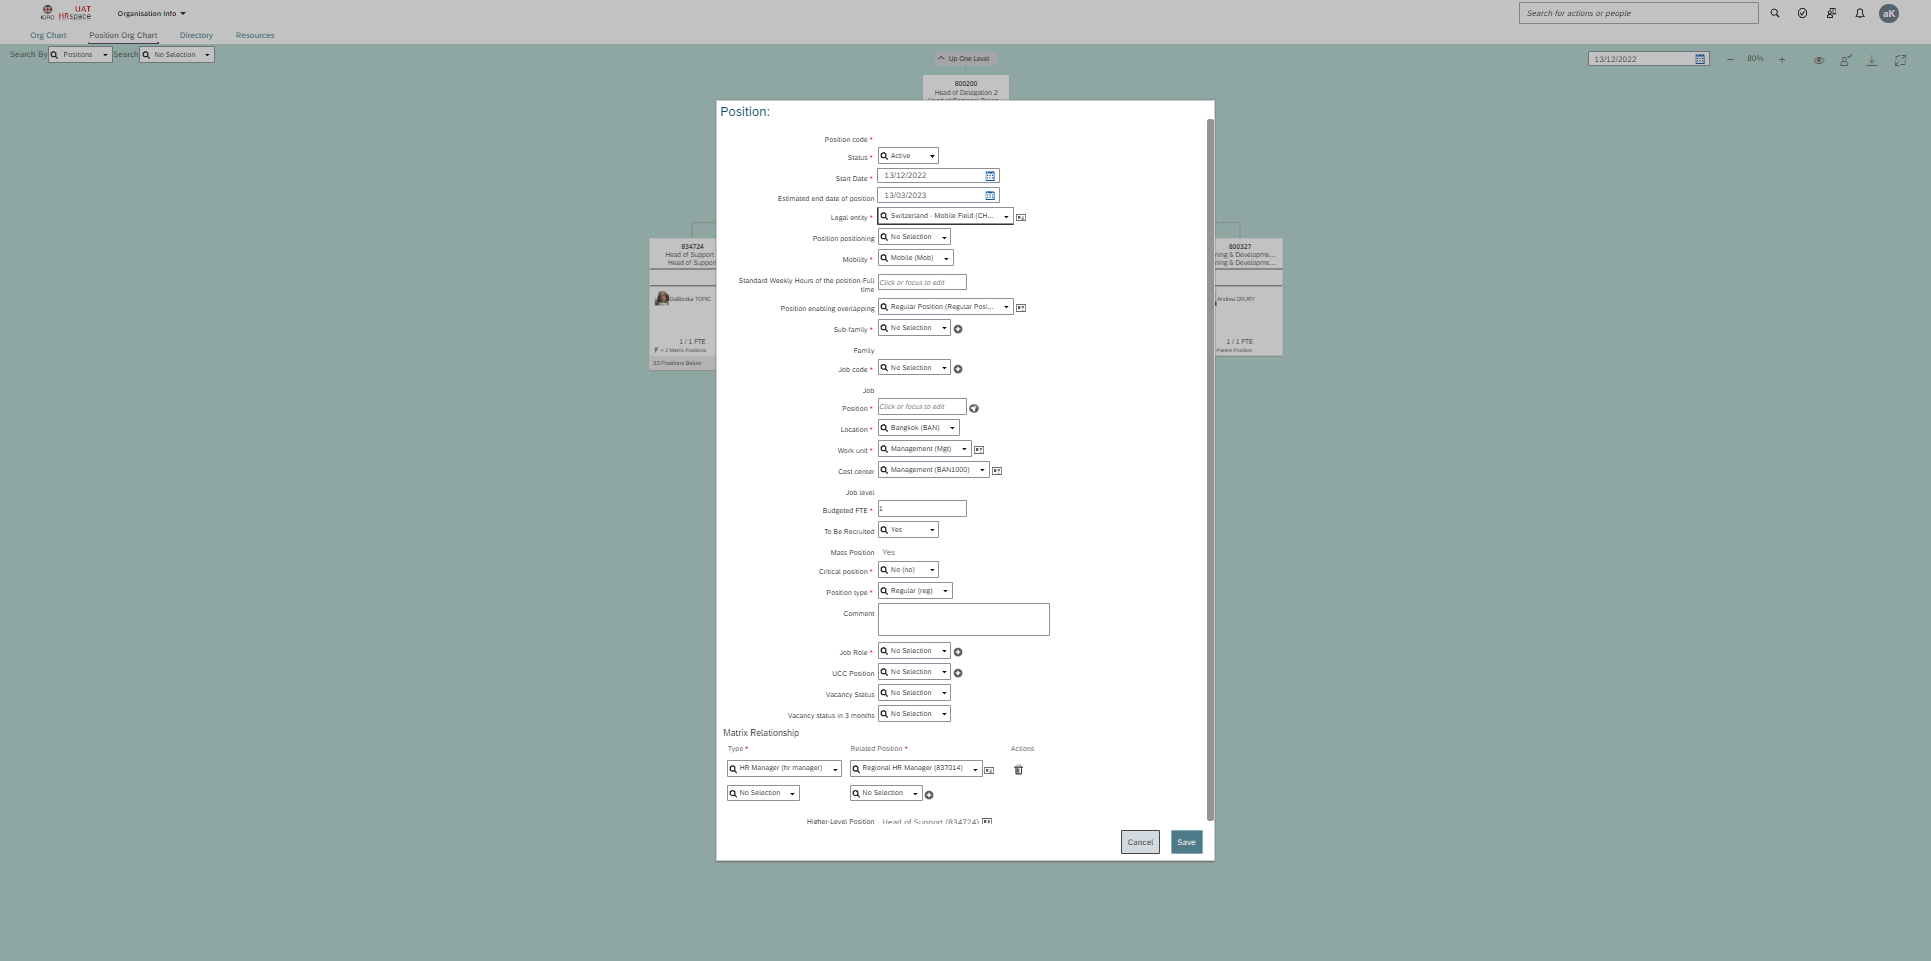 ICRC
UAT
HRspace
Organisation Info
Search for actions or people
aK
Org Chart
Position Org Chart
Directory
Resources
Search By
Positions
Search
No Selection
Up One Level
13/12/2022
80%
800200
Head of Delegation 2
834724
Head of Support
Head of Suppor
Daliborka TOPIC
1 / 1 FTE
+ 2 Matrix Positions
33 Positions Below
800327
ning & Developme...
ning & Developme...
Andrea DRURY
1 / 1 FTE
Parent Position
Position:
Position code *
Status * Active
Start Date * 13/12/2022
Estimated end date of position 13/03/2023
Legal entity * Switzerland - Mobile Field (CH...
Position positioning No Selection
Mobility * Mobile (Mob)
Standard Weekly Hours of the position-Full
time
Click or focus to edit
Position enabling overlapping Regular Position (Regular Posi...
Sub-family * No Selection
Family
Job code * No Selection
Job
Position * Click or focus to edit
Location * Bangkok (BAN)
Work unit * Management (Mgt)
Cost center Management (BAN1000)
Job level
Budgeted FTE * 1
To Be Recruited Yes
Mass Position Yes
Critical position * No (no)
Position type * Regular (reg)
Comment
Job Role * No Selection
UCC Position No Selection
Vacancy Status No Selection
Vacancy status in 3 months No Selection
Matrix Relationship
Type * Related Position * Actions
HR Manager (hr manager) Regional HR Manager (837014)
No Selection No Selection
Higher-Level Position Head of Support (834724)
Cancel Save